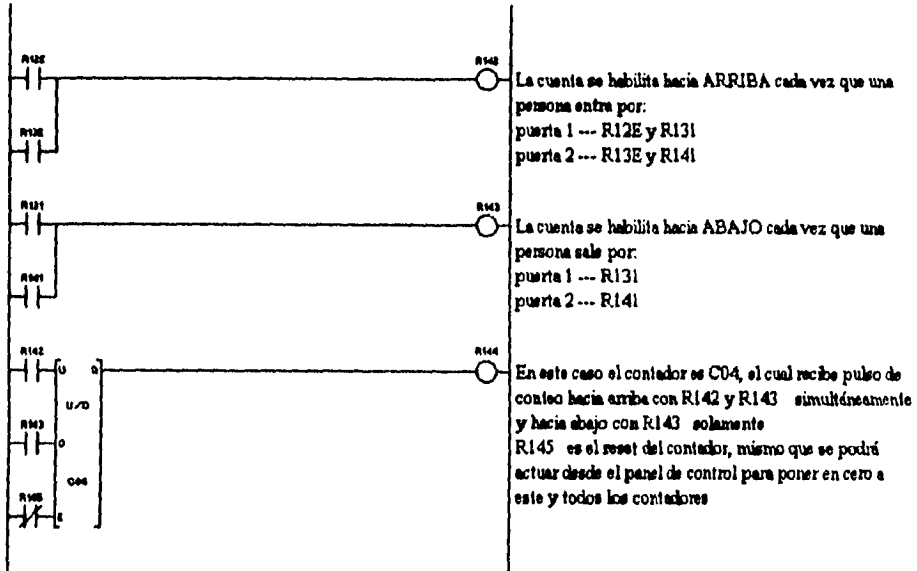 R12E
R142
La cuenta se habilita hacia ARRIBA cada vez que una
persona entra por:
puerta 1 --- R12E y R131
R13E
puerta 2 --- R13E y R141
R131
R143
La cuenta se habilita hacia ABAJO cada vez que una
persona sale por:
puerta 1 --- R131
R141
puerta 2 --- R141
R142
R144
U
En este caso el contador es C04, el cual recibe pulso de
conteo hacia arriba con R142 y R143 simultáneamente
U/D
R143
y hacia abajo con R143 solamente
R145 es el reset del contador, mismo que se podrá
C04
actuar desde el panel de control para poner en cero a
R145
este y todos los contadores